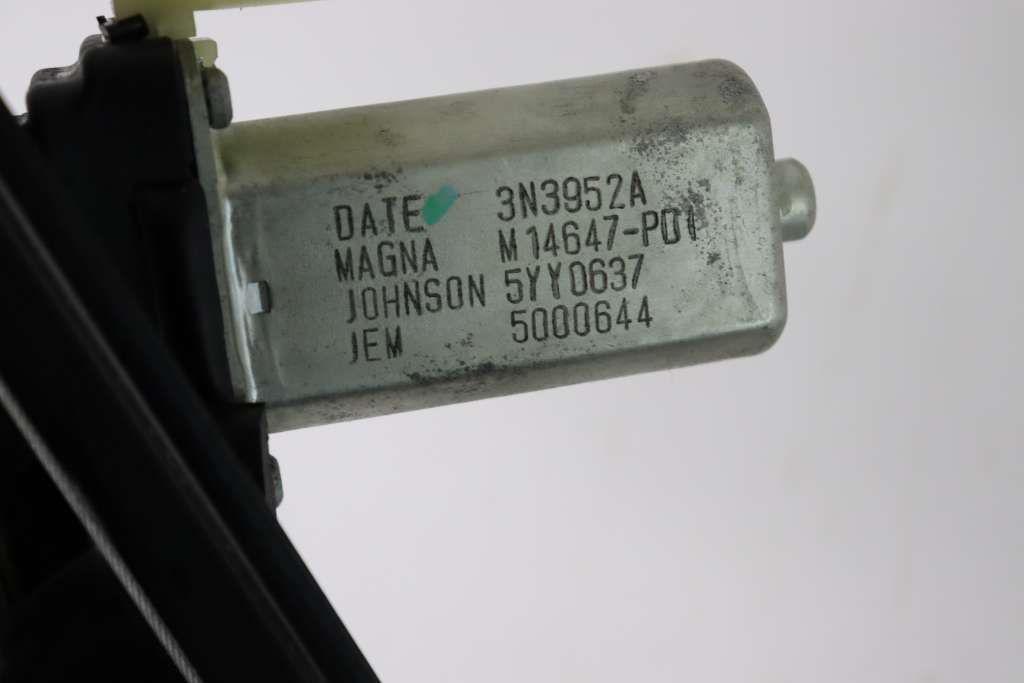 DATE 3N3952A
MAGNA M14647-P01
JOHNSON 5YY0637
JEM 5000644